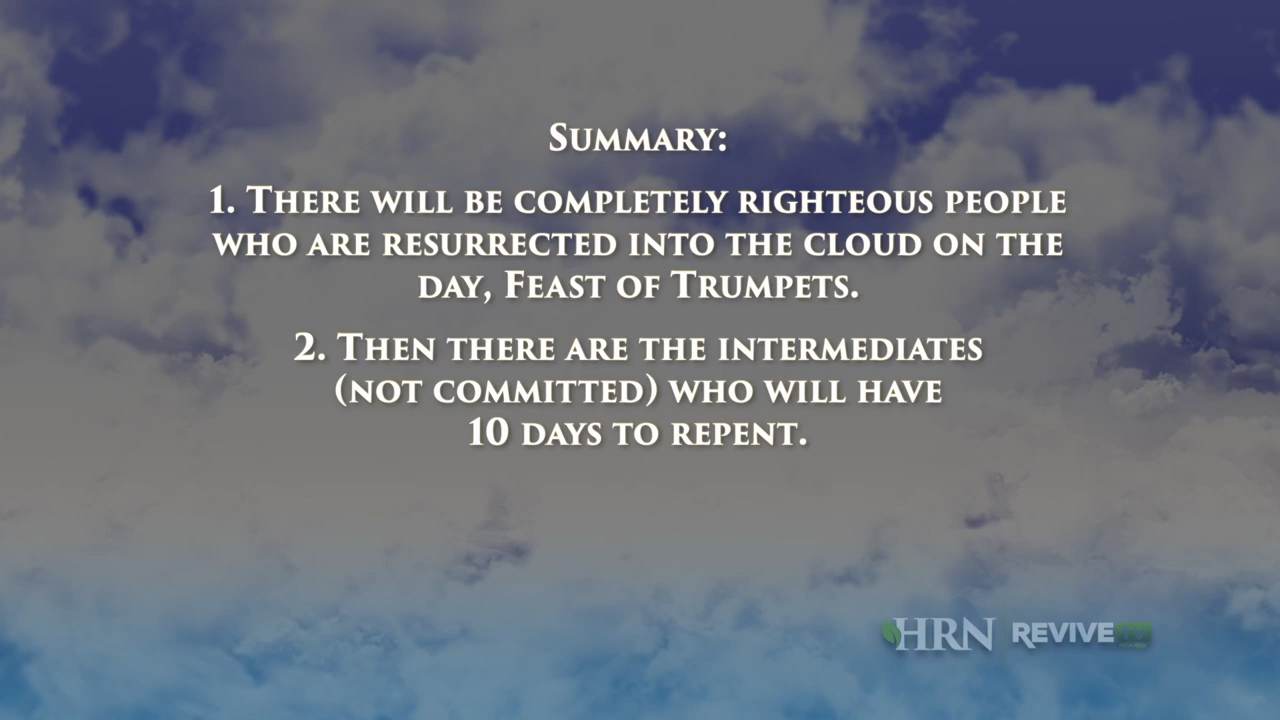 Summary:
1. There will be completely righteous people
who are resurrected into the cloud on the
day, Feast of Trumpets.
2. Then there are the intermediates
(not committed) who will have
10 days to repent.
HRN REVIVE TV